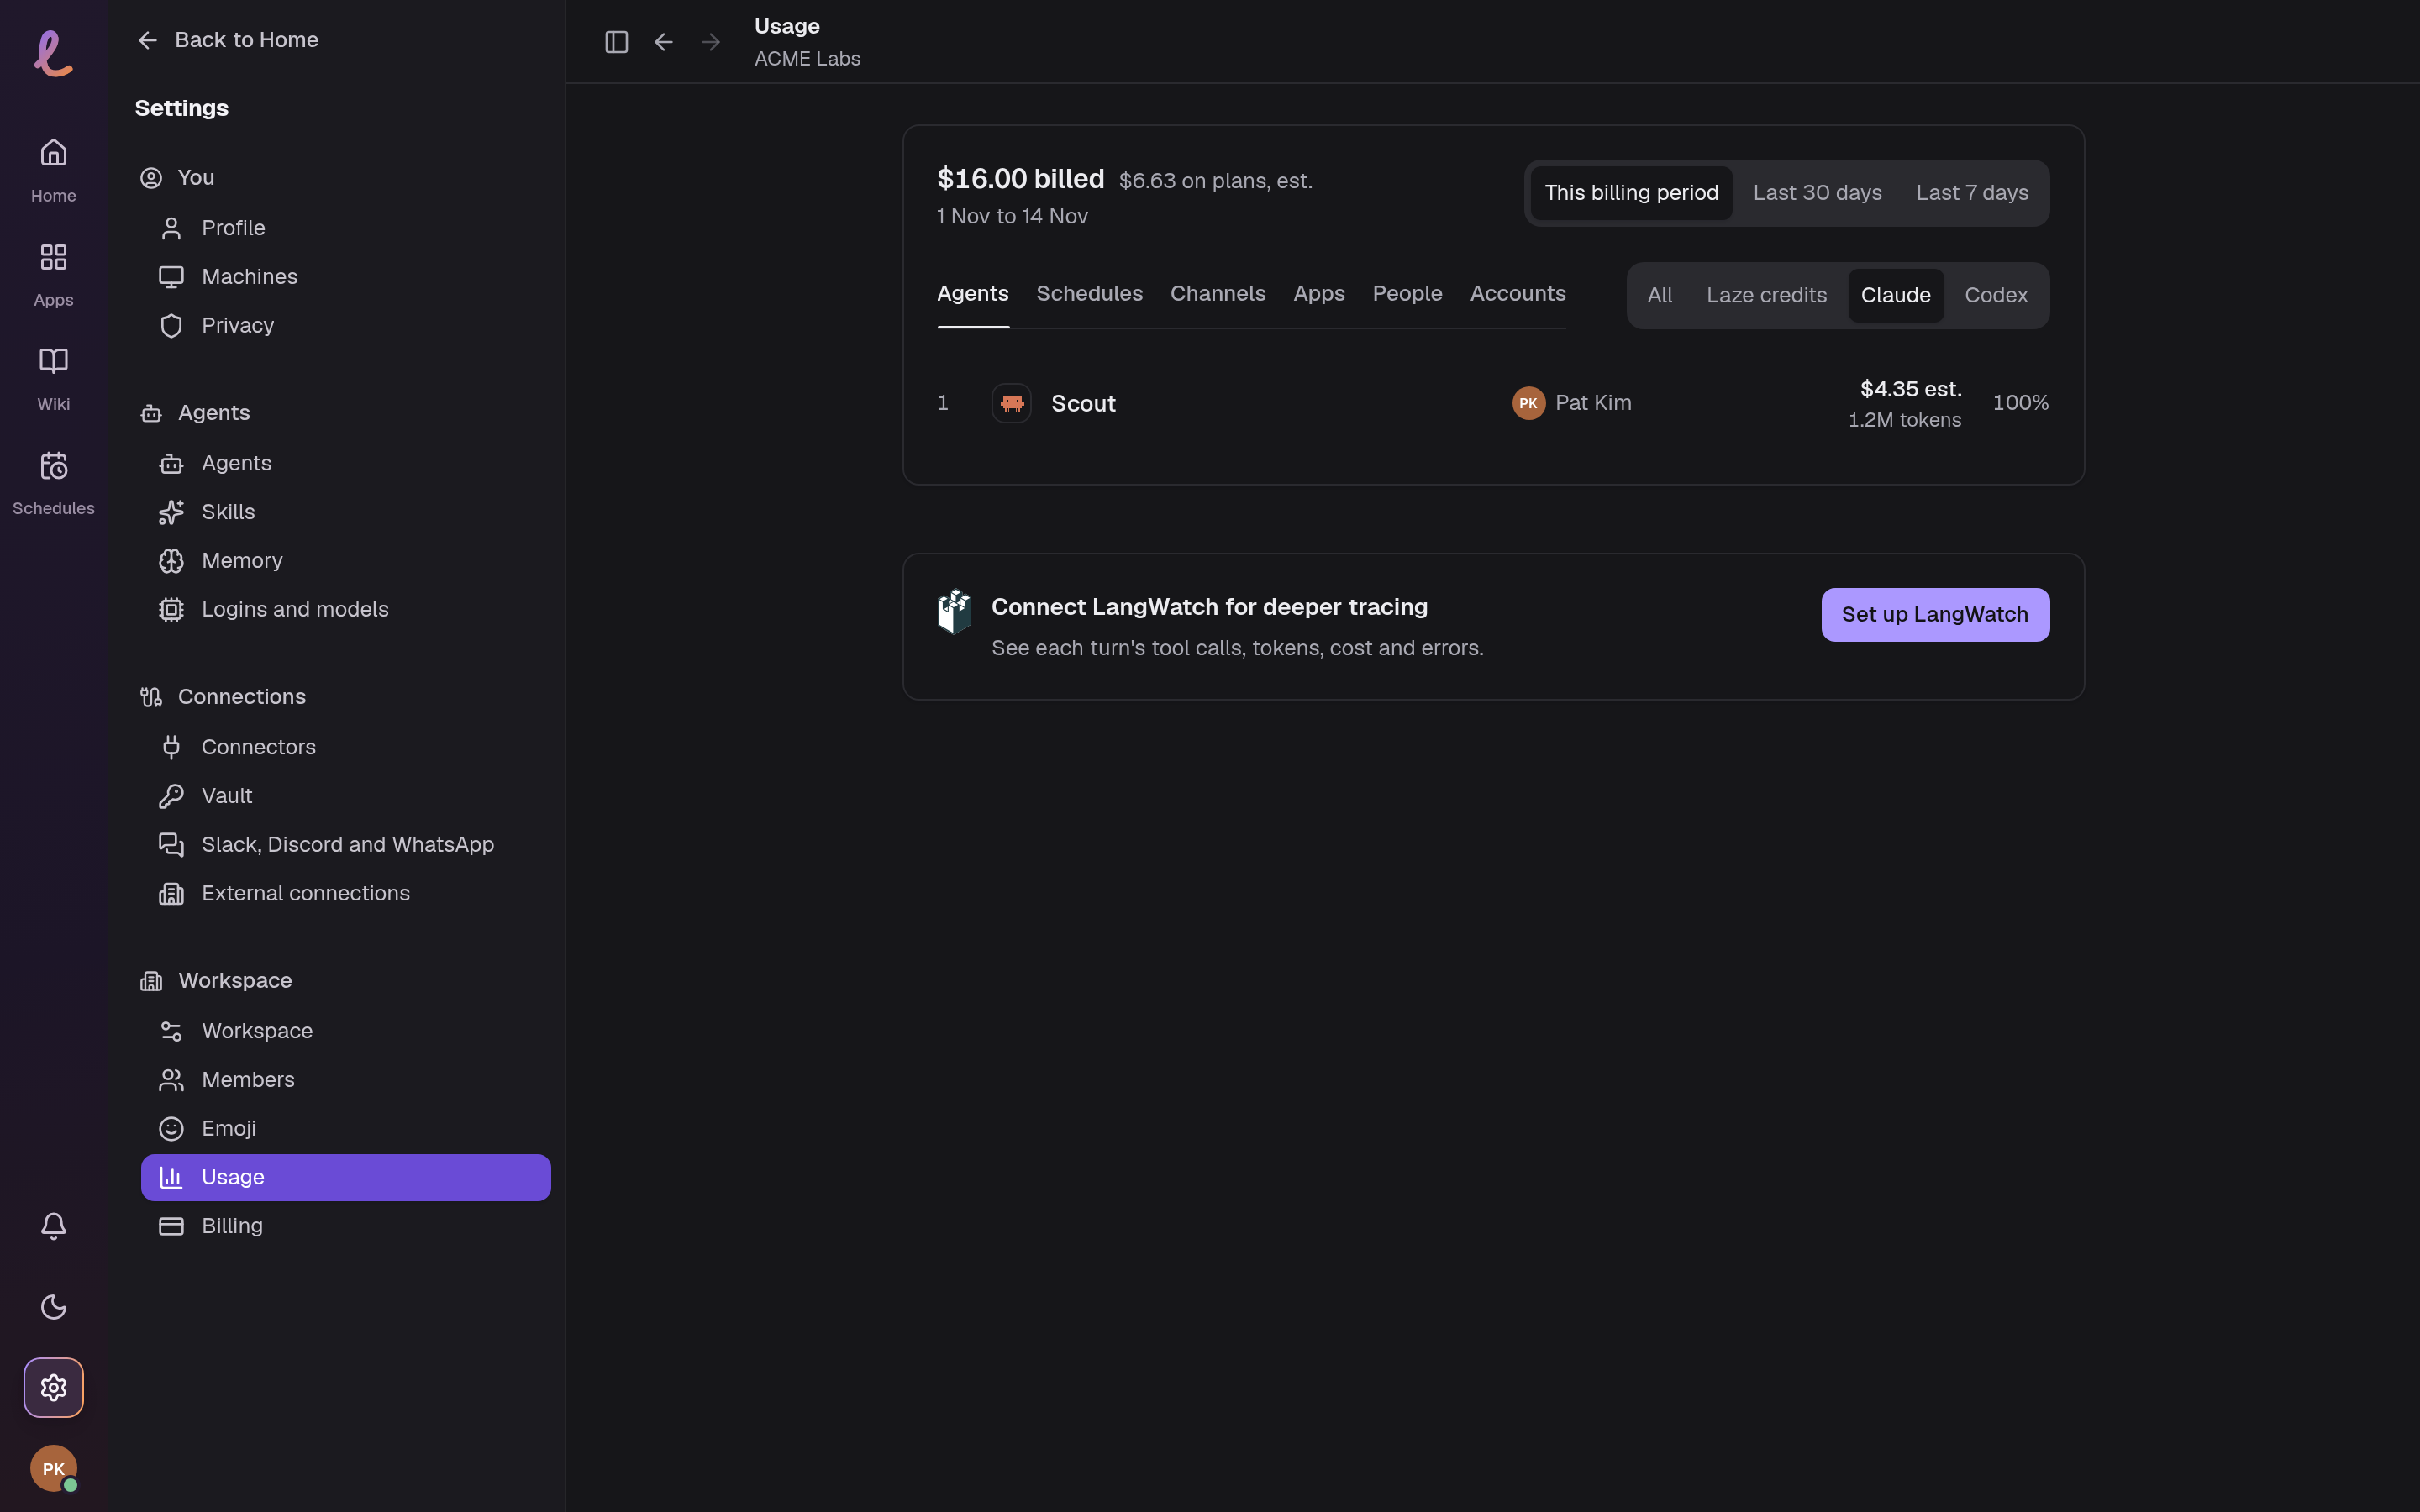 Back to Home
Settings
You
Profile
Machines
Privacy
Agents
Agents
Skills
Memory
Logins and models
Connections
Connectors
Vault
Slack, Discord and WhatsApp
External connections
Workspace
Workspace
Members
Emoji
Usage
Billing
Home
Apps
Wiki
Schedules
PK
Usage
ACME Labs
$16.00 billed $6.63 on plans, est.
1 Nov to 14 Nov
This billing period Last 30 days Last 7 days
Agents Schedules Channels Apps People Accounts
All Laze credits Claude Codex
1 Scout PK Pat Kim $4.35 est. 100%
1.2M tokens
Connect LangWatch for deeper tracing
See each turn's tool calls, tokens, cost and errors.
Set up LangWatch